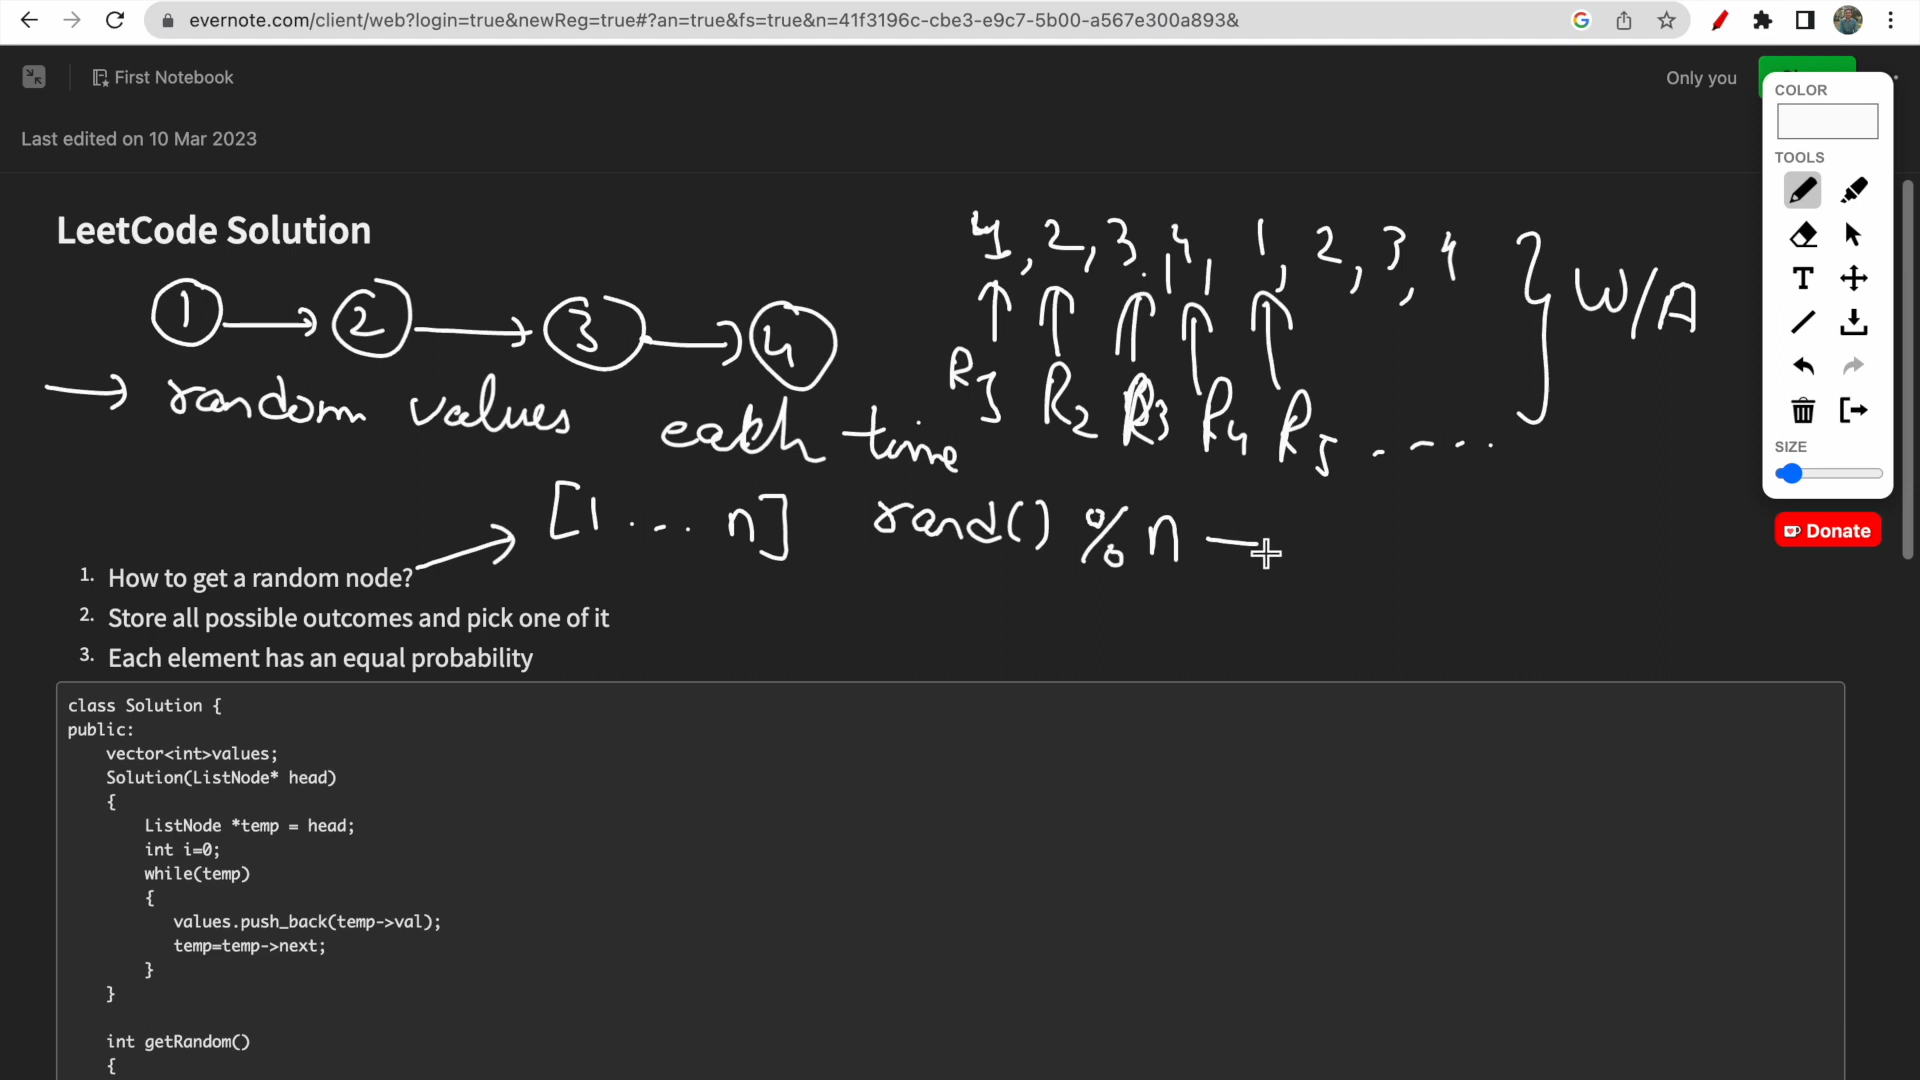 evernote.com/client/web?login=true&newReg=true#?an=true&fs=true&n=41f3196c-cbe3-e9c7-5b00-a567e300a893&
First Notebook
Only you
Last edited on 10 Mar 2023
COLOR
TOOLS
T
SIZE
Donate
LeetCode Solution
1, 2, 3, 4, 1, 2, 3, 4 } W/A
1 → 2 → 3 → 4
R2 R3 R4 R5 - - - -
→ random values each time
[1 . . . n] rand() % n —
1. How to get a random node?
2. Store all possible outcomes and pick one of it
3. Each element has an equal probability
class Solution {
public:
vector<int>values;
Solution(ListNode* head)
{
ListNode *temp = head;
int i=0;
while(temp)
{
values.push_back(temp->val);
temp=temp->next;
}
}
int getRandom()
{